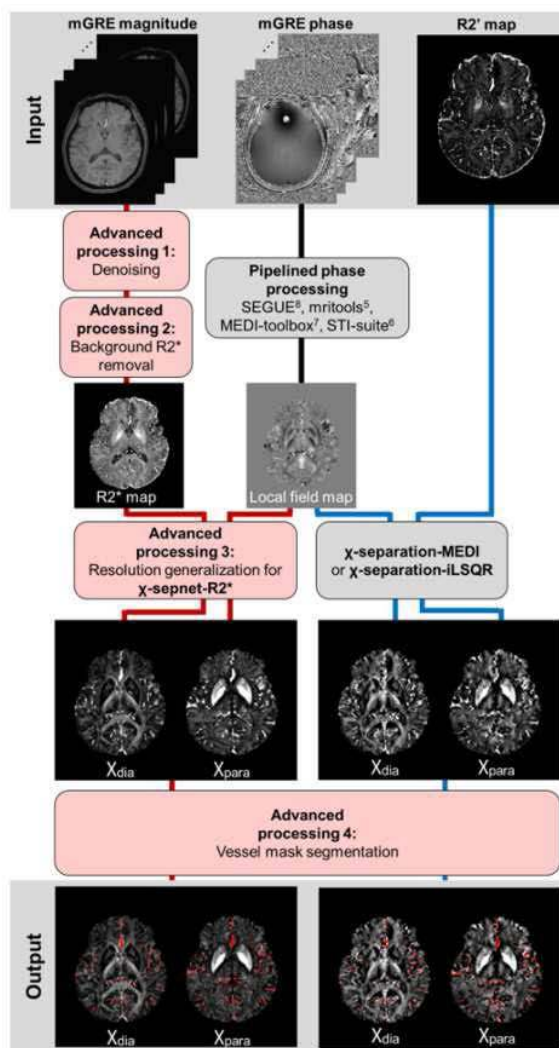 mGRE magnitude
mGRE phase
R2' map
Input
Advanced
processing 1:
Denoising
Advanced
processing 2:
Background R2*
removal
Pipelined phase
processing
SEGUE⁸, mritools⁵,
MEDI-toolbox⁷, STI-suite⁶
R2* map
Local field map
Advanced
processing 3:
Resolution generalization for
χ-sepnet-R2*
χ-separation-MEDI
or χ-separation-iLSQR
Xdia
Xpara
Xdia
Xpara
Advanced
processing 4:
Vessel mask segmentation
Output
Xdia
Xpara
Xdia
Xpara